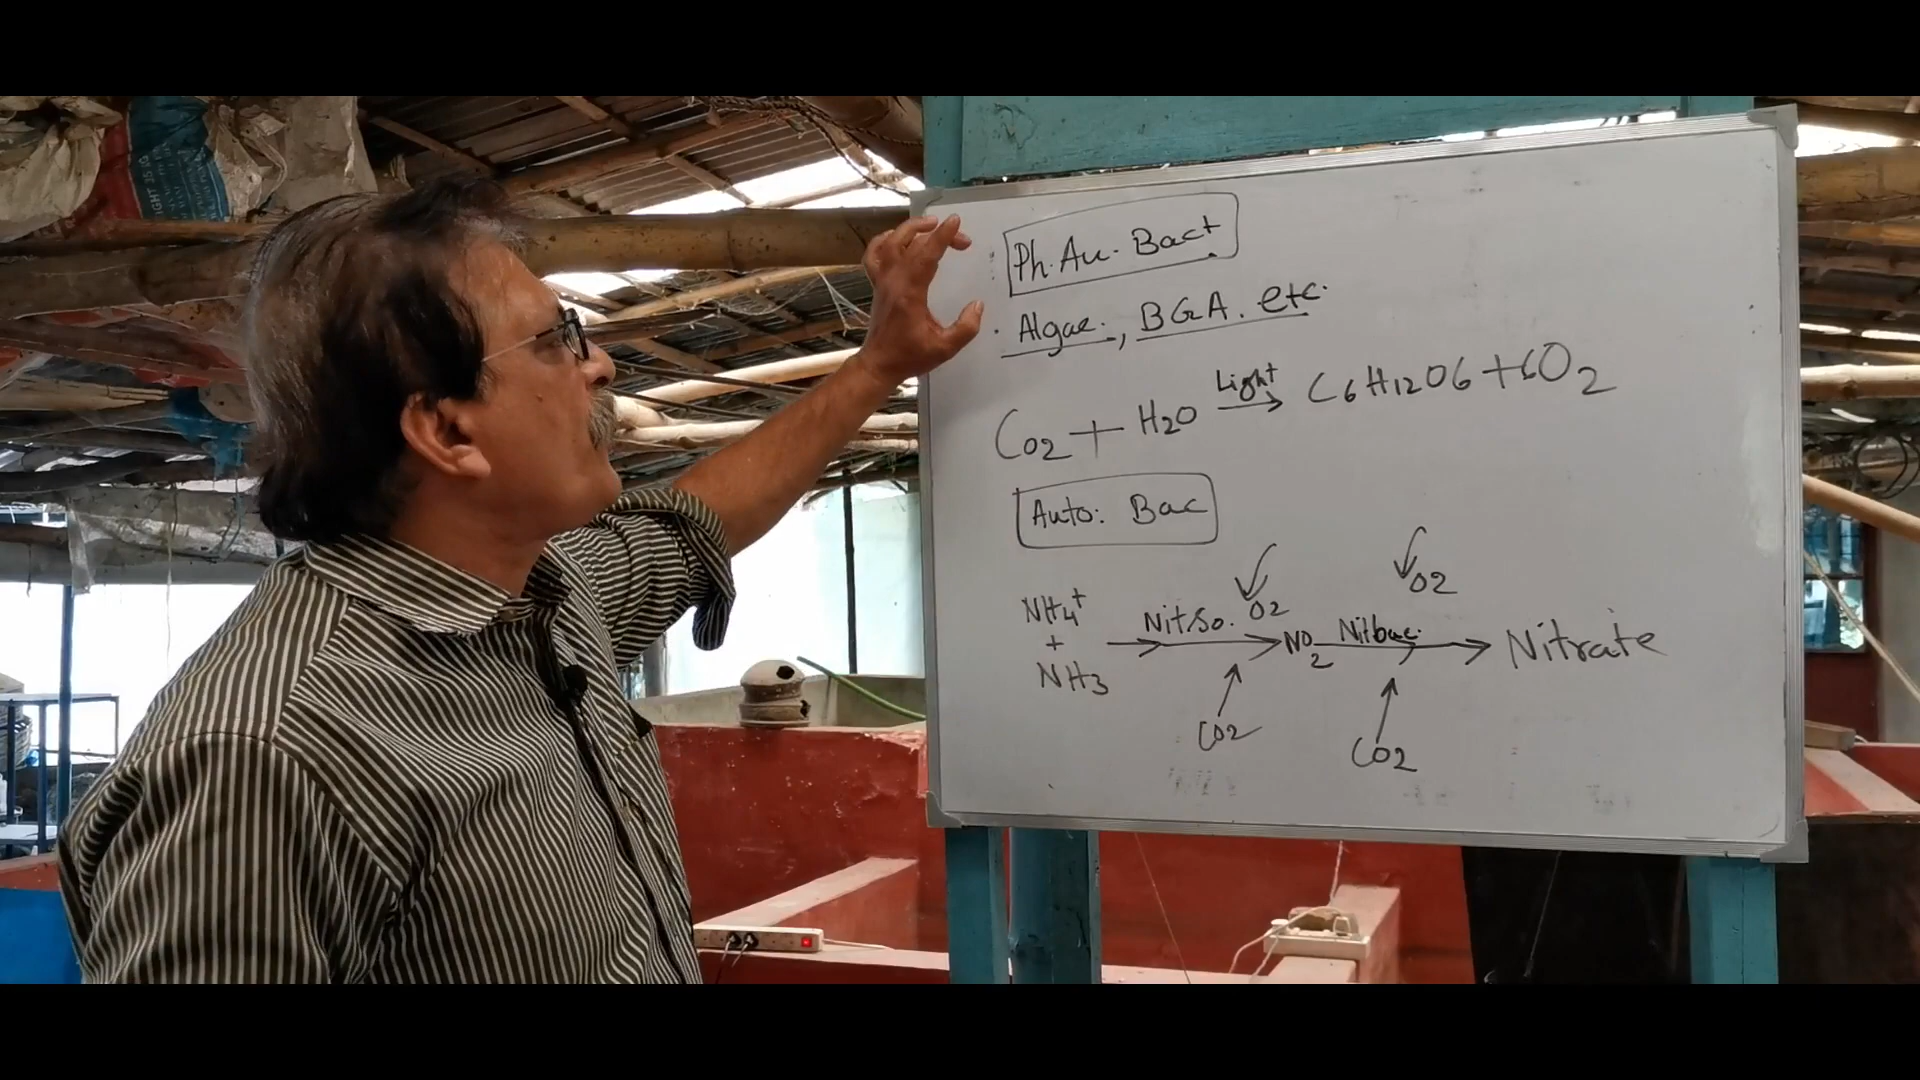 Ph. Au. Bact.
Algae., BGA. etc.
CO2 + H2O Light → C6H12O6 + 6O2
Auto: Bac
O2
O2
NH4+ + NH3 → Nit/So. → NO2 Nitbac. → Nitrate
CO2
CO2